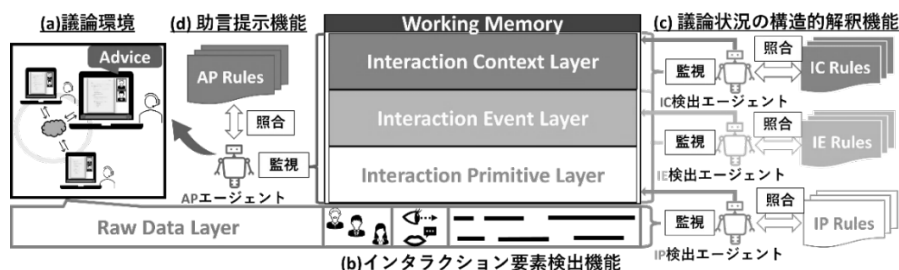 (a)議論環境
(d) 助言提示機能
Working Memory
(c) 議論状況の構造的解釈機能
Advice
AP Rules
照合
監視
APエージェント
Interaction Context Layer
Interaction Event Layer
Interaction Primitive Layer
監視
照合
IC Rules
IC検出エージェント
監視
照合
IE Rules
IE検出エージェント
監視
照合
IP Rules
IP検出エージェント
Raw Data Layer
(b)インタラクション要素検出機能